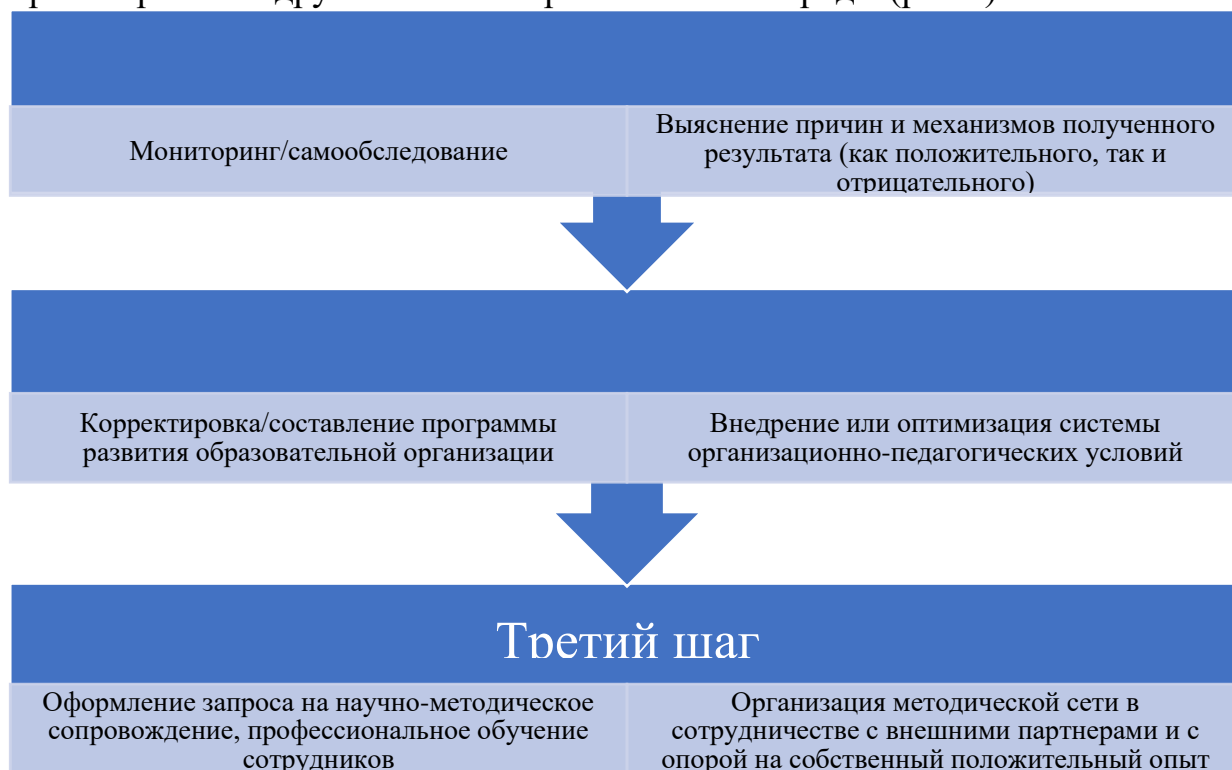 Мониторинг/самообследование
Выяснение причин и механизмов полученного
результата (как положительного, так и
отрицательного)
Корректировка/составление программы
развития образовательной организации
Внедрение или оптимизация системы
организационно-педагогических условий
Третий шаг
Оформление запроса на научно-методическое
сопровождение, профессиональное обучение
сотрудников
Организация методической сети в
сотрудничестве с внешними партнерами и с
опорой на собственный положительный опыт